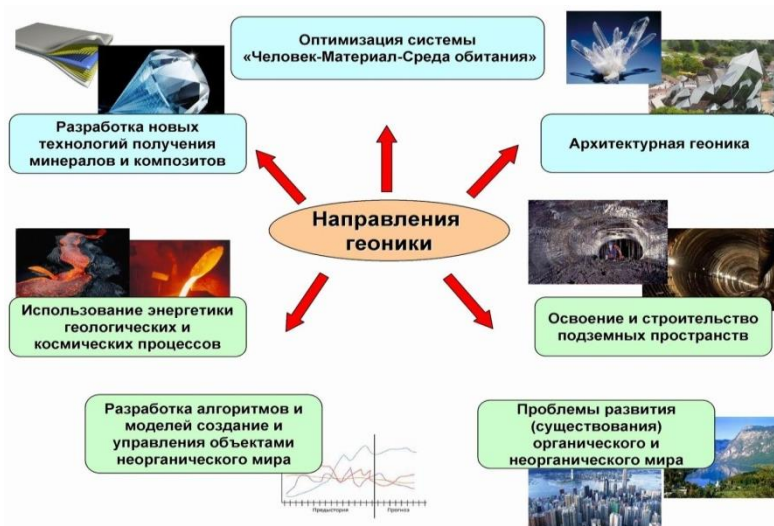 Оптимизация системы
«Человек-Материал-Среда обитания»
Разработка новых
технологий получения
минералов и композитов
Архитектурная геоника
Направления
геоники
Использование энергетики
геологических и
космических процессов
Освоение и строительство
подземных пространств
Разработка алгоритмов и
моделей создание и
управления объектами
неорганического мира
Проблемы развития
(существования)
органического и
неорганического мира
Предыстория
Прогноз